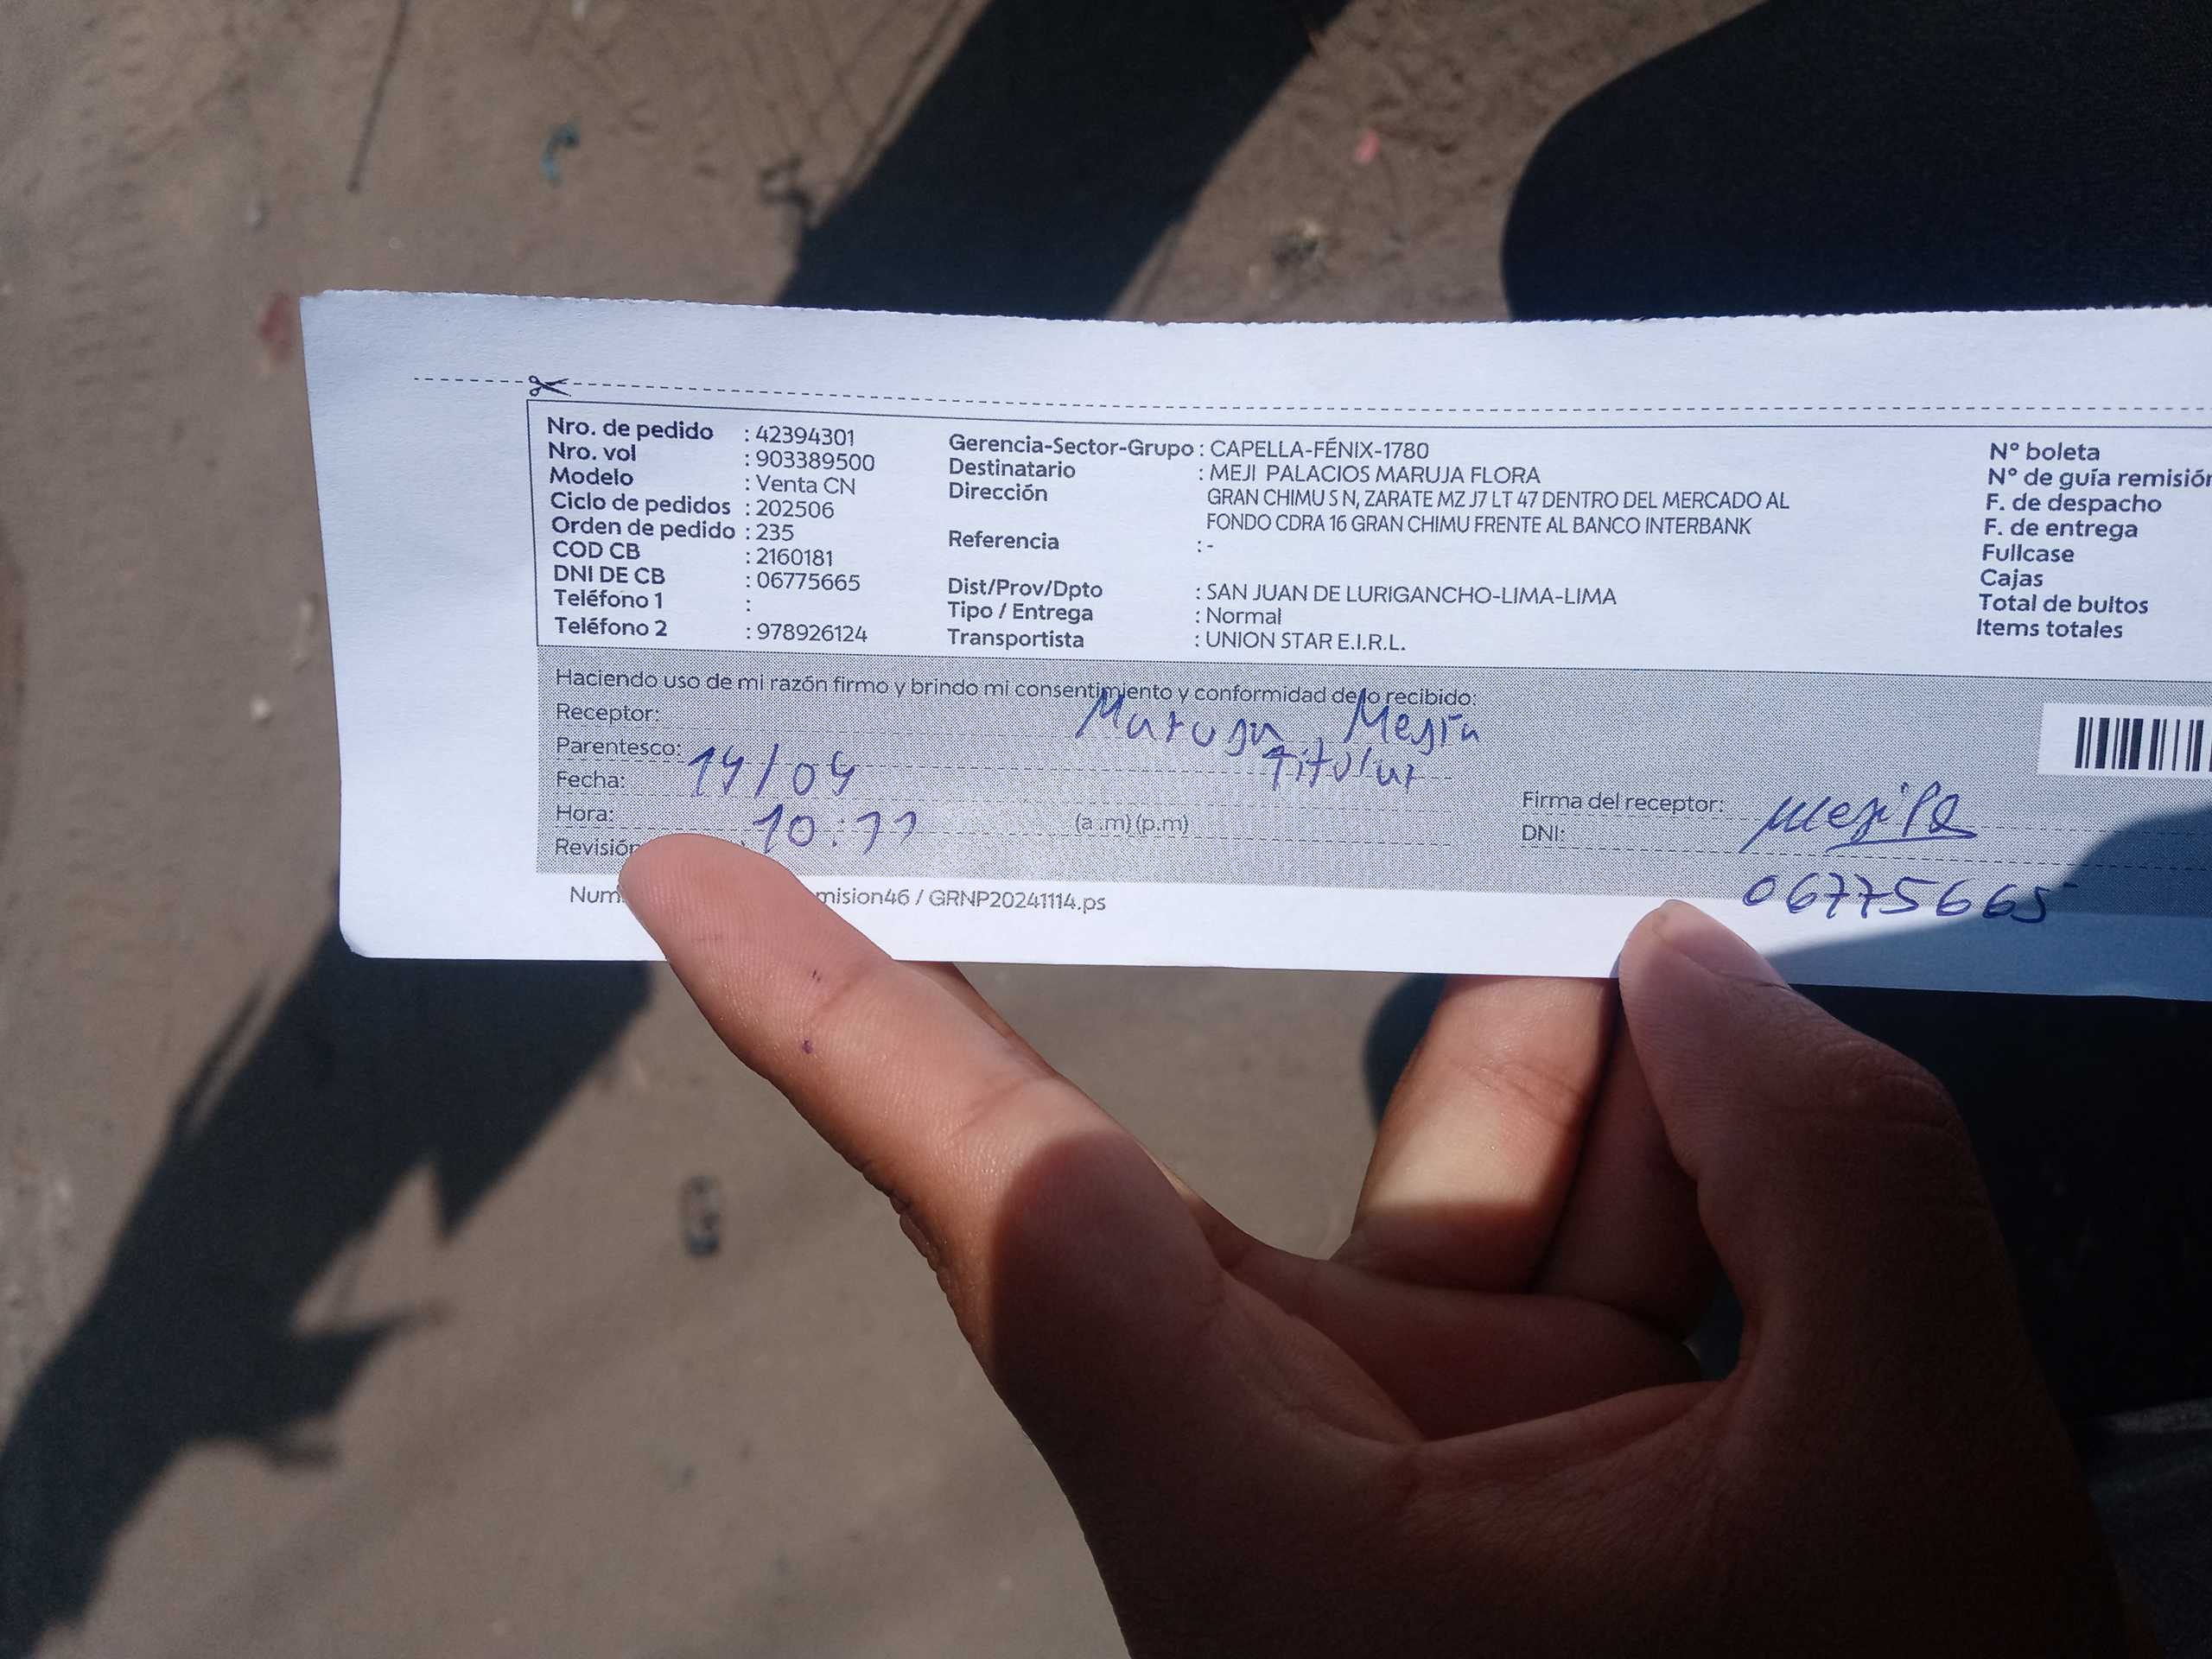 Nro. de pedido : 42394301
Nro. vol : 903389500
Modelo : Venta CN
Ciclo de pedidos : 202506
Orden de pedido : 235
COD CB : 2160181
DNI DE CB : 06775665
Teléfono 1 :
Teléfono 2 : 978926124
Gerencia-Sector-Grupo : CAPELLA-FÉNIX-1780
Destinatario : MEJI PALACIOS MARUJA FLORA
Dirección GRAN CHIMU S N, ZARATE MZ J7 LT 47 DENTRO DEL MERCADO AL
FONDO CDRA 16 GRAN CHIMU FRENTE AL BANCO INTERBANK
Referencia : -
Dist/Prov/Dpto : SAN JUAN DE LURIGANCHO-LIMA-LIMA
Tipo / Entrega : Normal
Transportista : UNION STAR E.I.R.L.
N° boleta
N° de guía remisión
F. de despacho
F. de entrega
Fullcase
Cajas
Total de bultos
Items totales
Haciendo uso de mi razón firmo y brindo mi consentimiento y conformidad de lo recibido:
Receptor: Maruja Mejía
Parentesco: Titular
Fecha: 14/04
Hora: 10:11 (a .m) (p.m)
Revisión
Firma del receptor:
DNI: 06775665
Num mision46 / GRNP20241114.ps